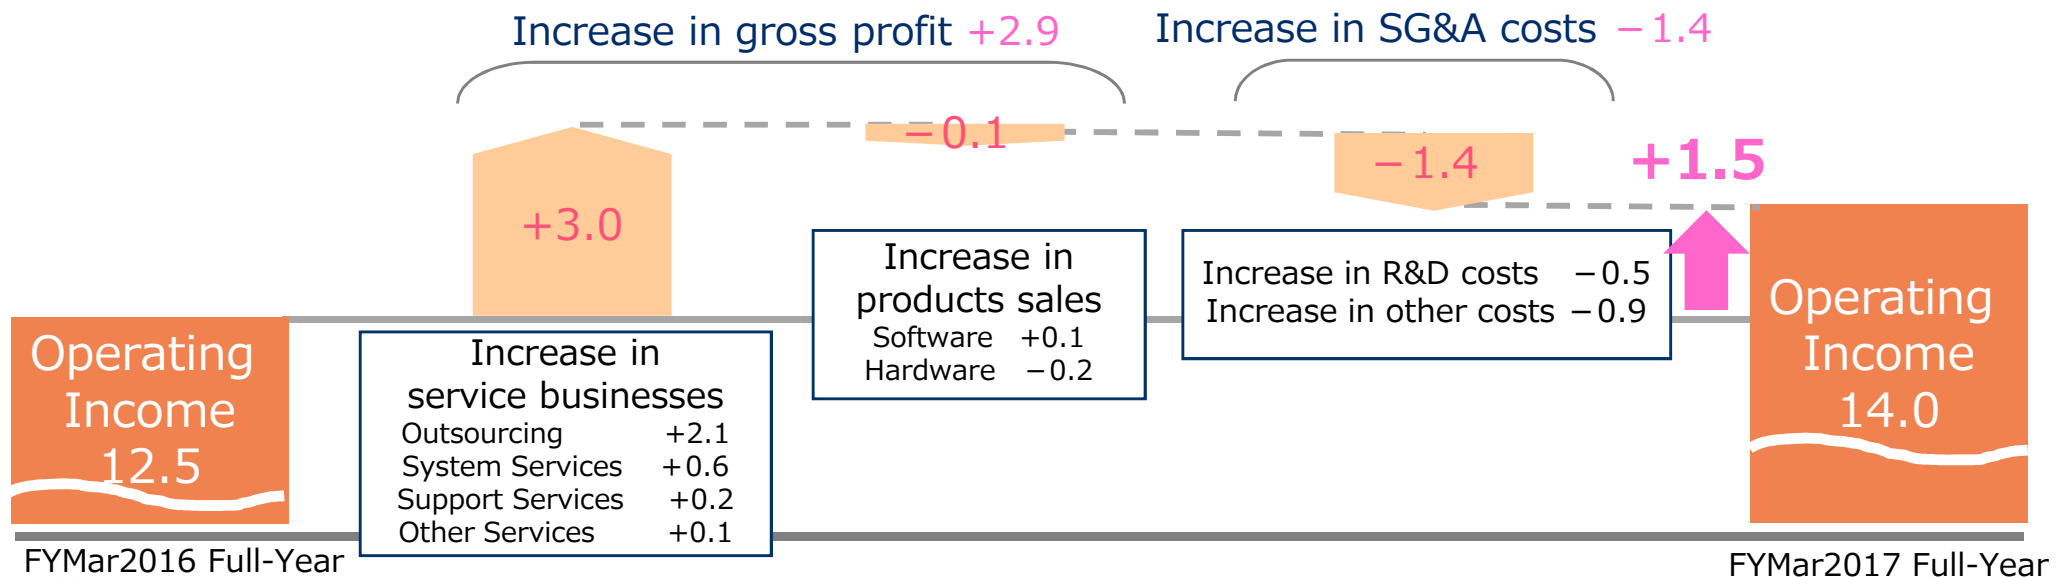 Increase in gross profit +2.9
Increase in SG&A costs −1.4
+3.0
−0.1
−1.4
+1.5
Operating
Income
12.5
Increase in
service businesses
Outsourcing +2.1
System Services +0.6
Support Services +0.2
Other Services +0.1
Increase in
products sales
Software +0.1
Hardware −0.2
Increase in R&D costs −0.5
Increase in other costs −0.9
Operating
Income
14.0
FYMar2016 Full-Year
FYMar2017 Full-Year